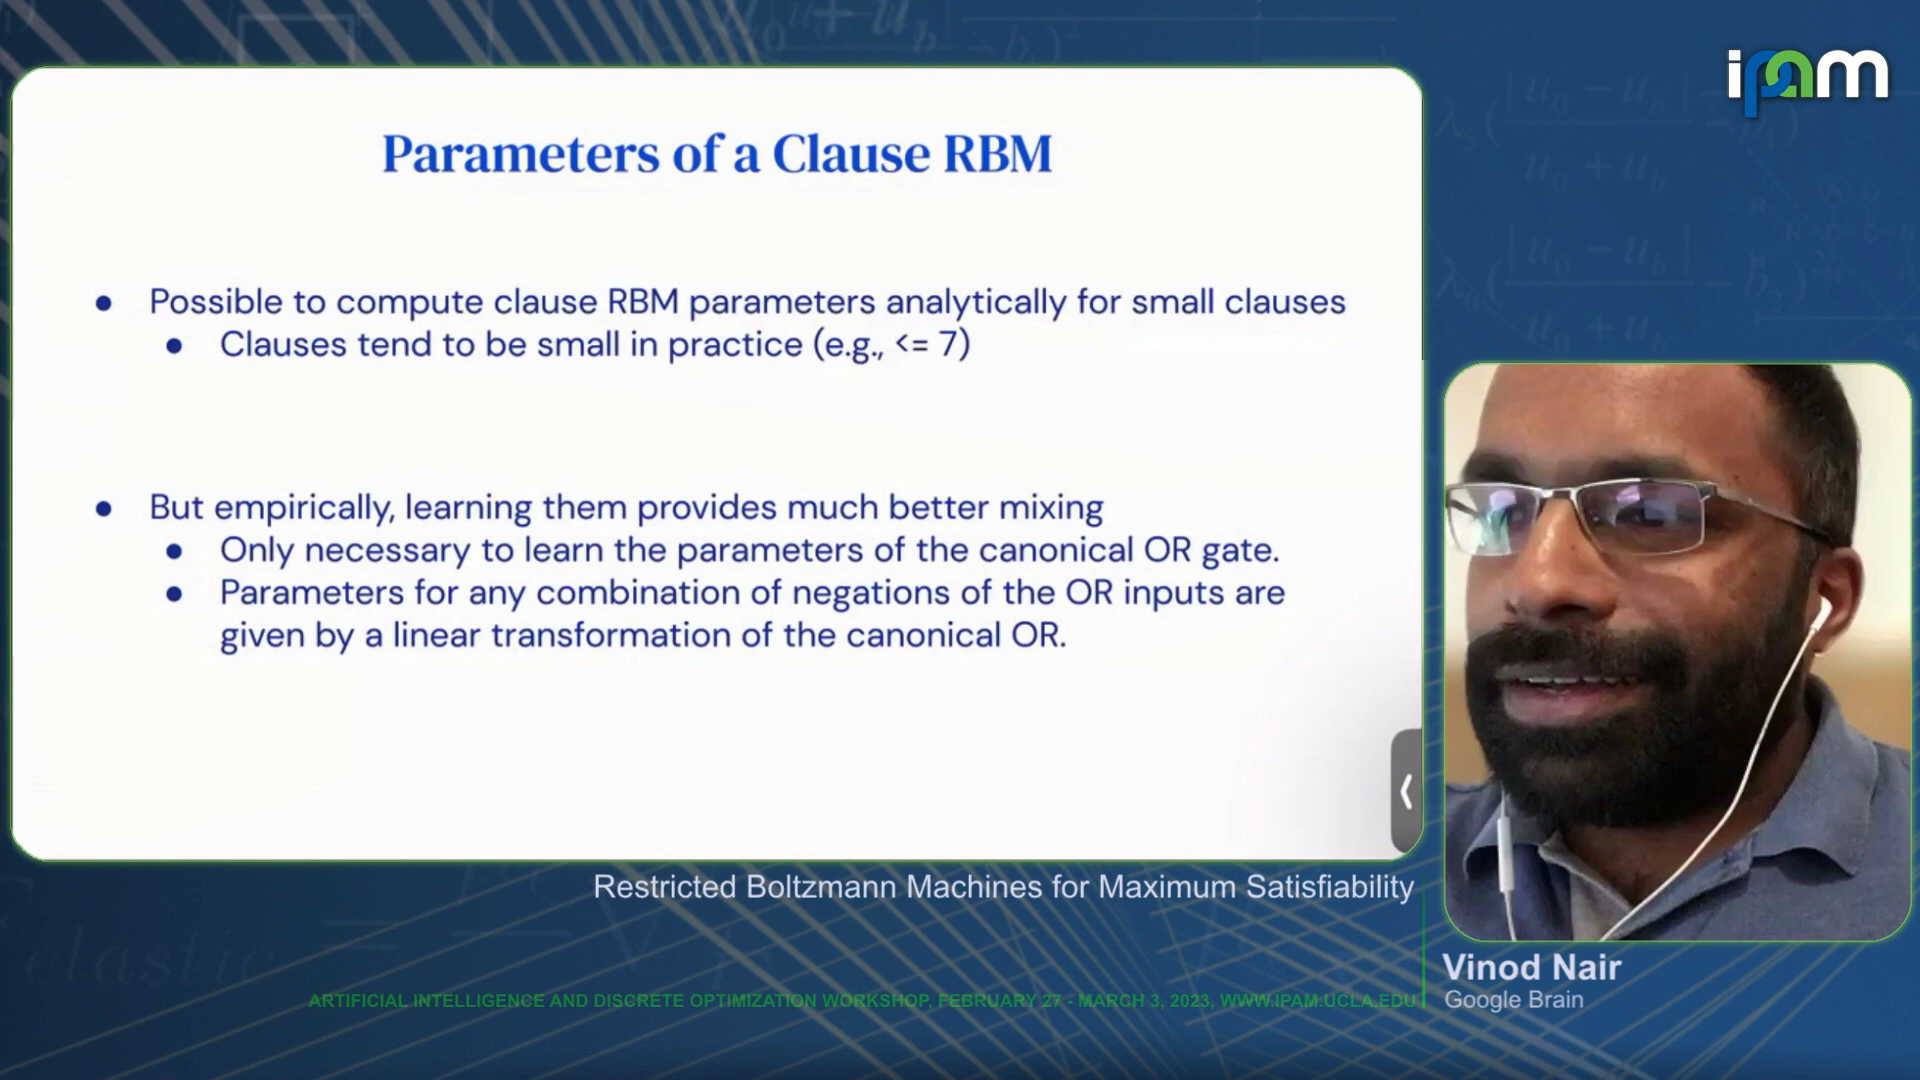 ipam
Parameters of a Clause RBM
● Possible to compute clause RBM parameters analytically for small clauses
● Clauses tend to be small in practice (e.g., <= 7)
● But empirically, learning them provides much better mixing
● Only necessary to learn the parameters of the canonical OR gate.
● Parameters for any combination of negations of the OR inputs are
given by a linear transformation of the canonical OR.
Restricted Boltzmann Machines for Maximum Satisfiability
Vinod Nair
Google Brain
ARTIFICIAL INTELLIGENCE AND DISCRETE OPTIMIZATION WORKSHOP, FEBRUARY 27 - MARCH 3, 2023, WWW.IPAM.UCLA.EDU
elastic